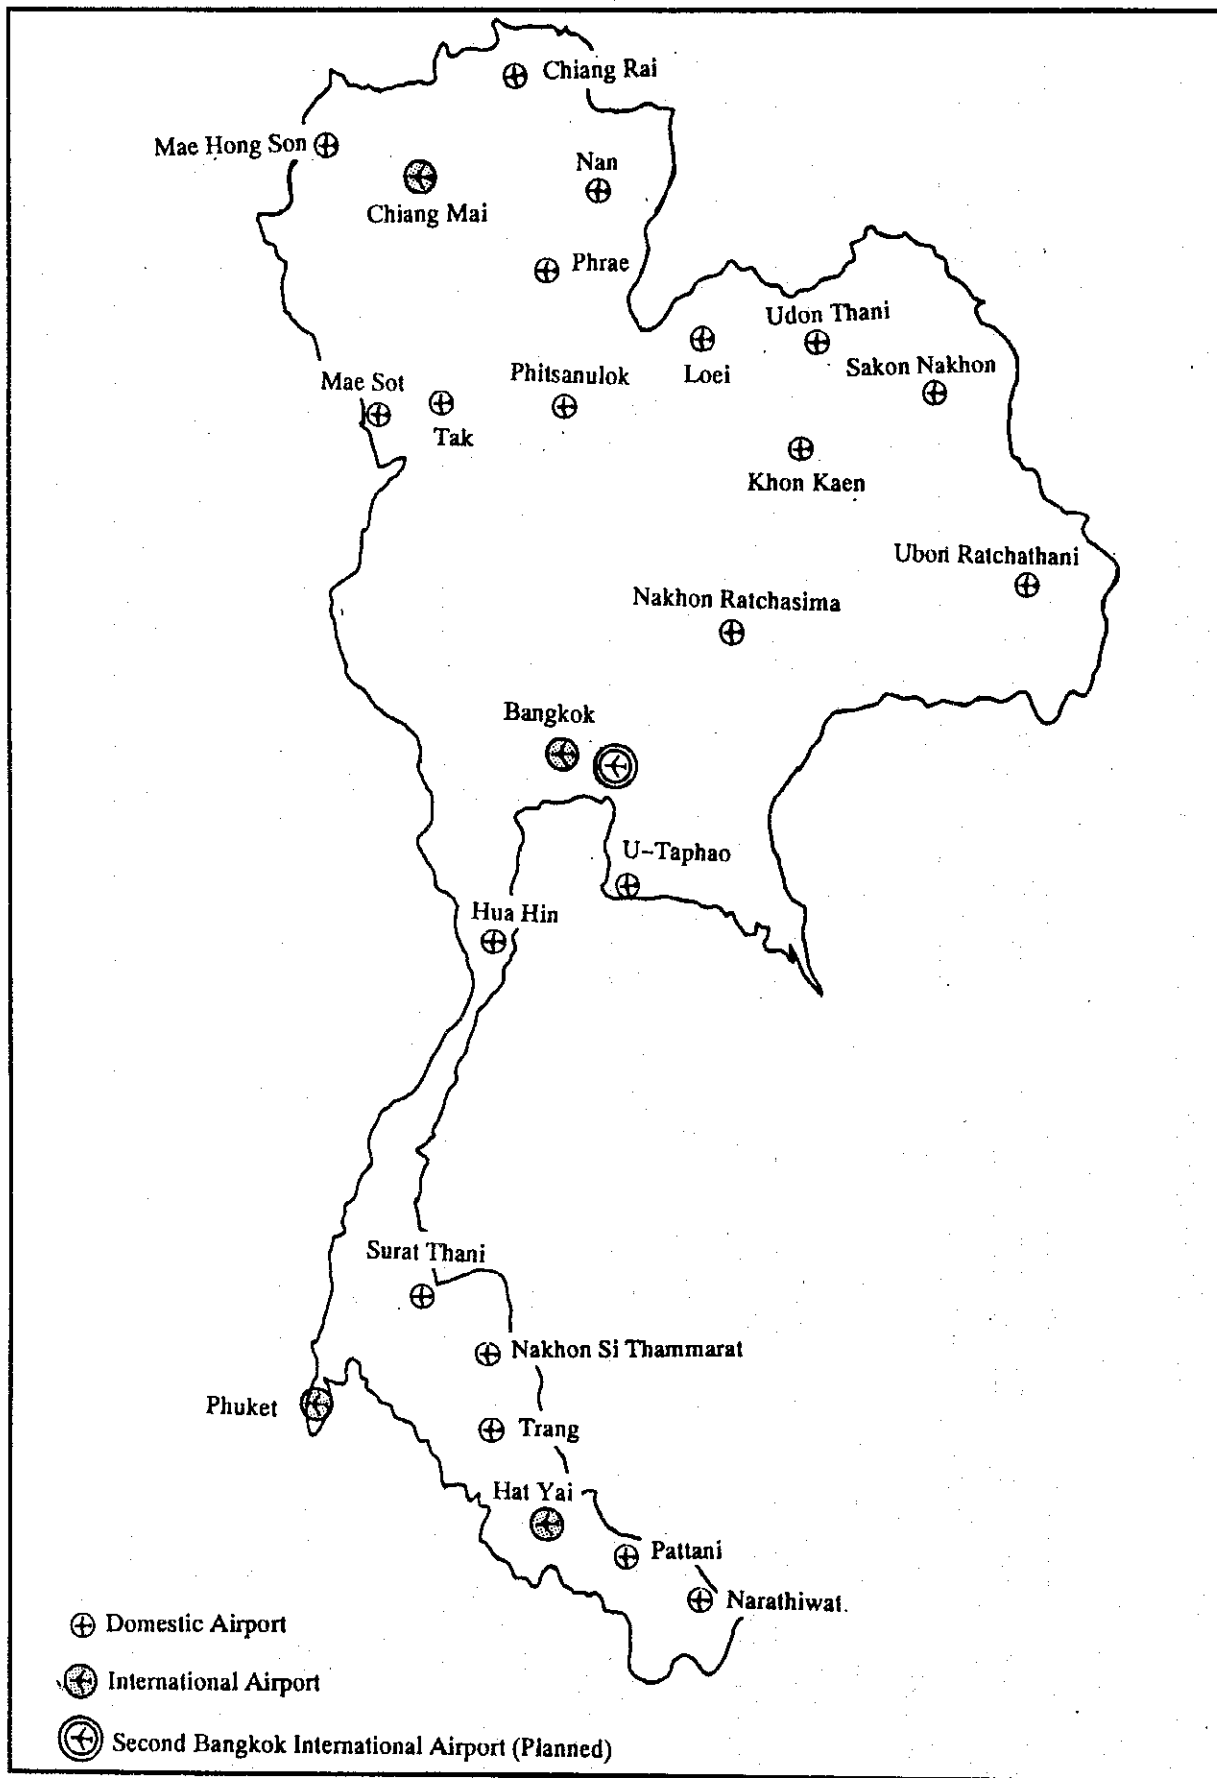 Chiang Rai
Mae Hong Son
Nan
Chiang Mai
Phrae
Udon Thani
Sakon Nakhon
Loei
Phitsanulok
Mae Sot
Tak
Khon Kaen
Ubon Ratchathani
Nakhon Ratchasima
Bangkok
U-Taphao
Hua Hin
Surat Thani
Nakhon Si Thammarat
Phuket
Trang
Hat Yai
Pattani
Narathiwat.
Domestic Airport
International Airport
Second Bangkok International Airport (Planned)